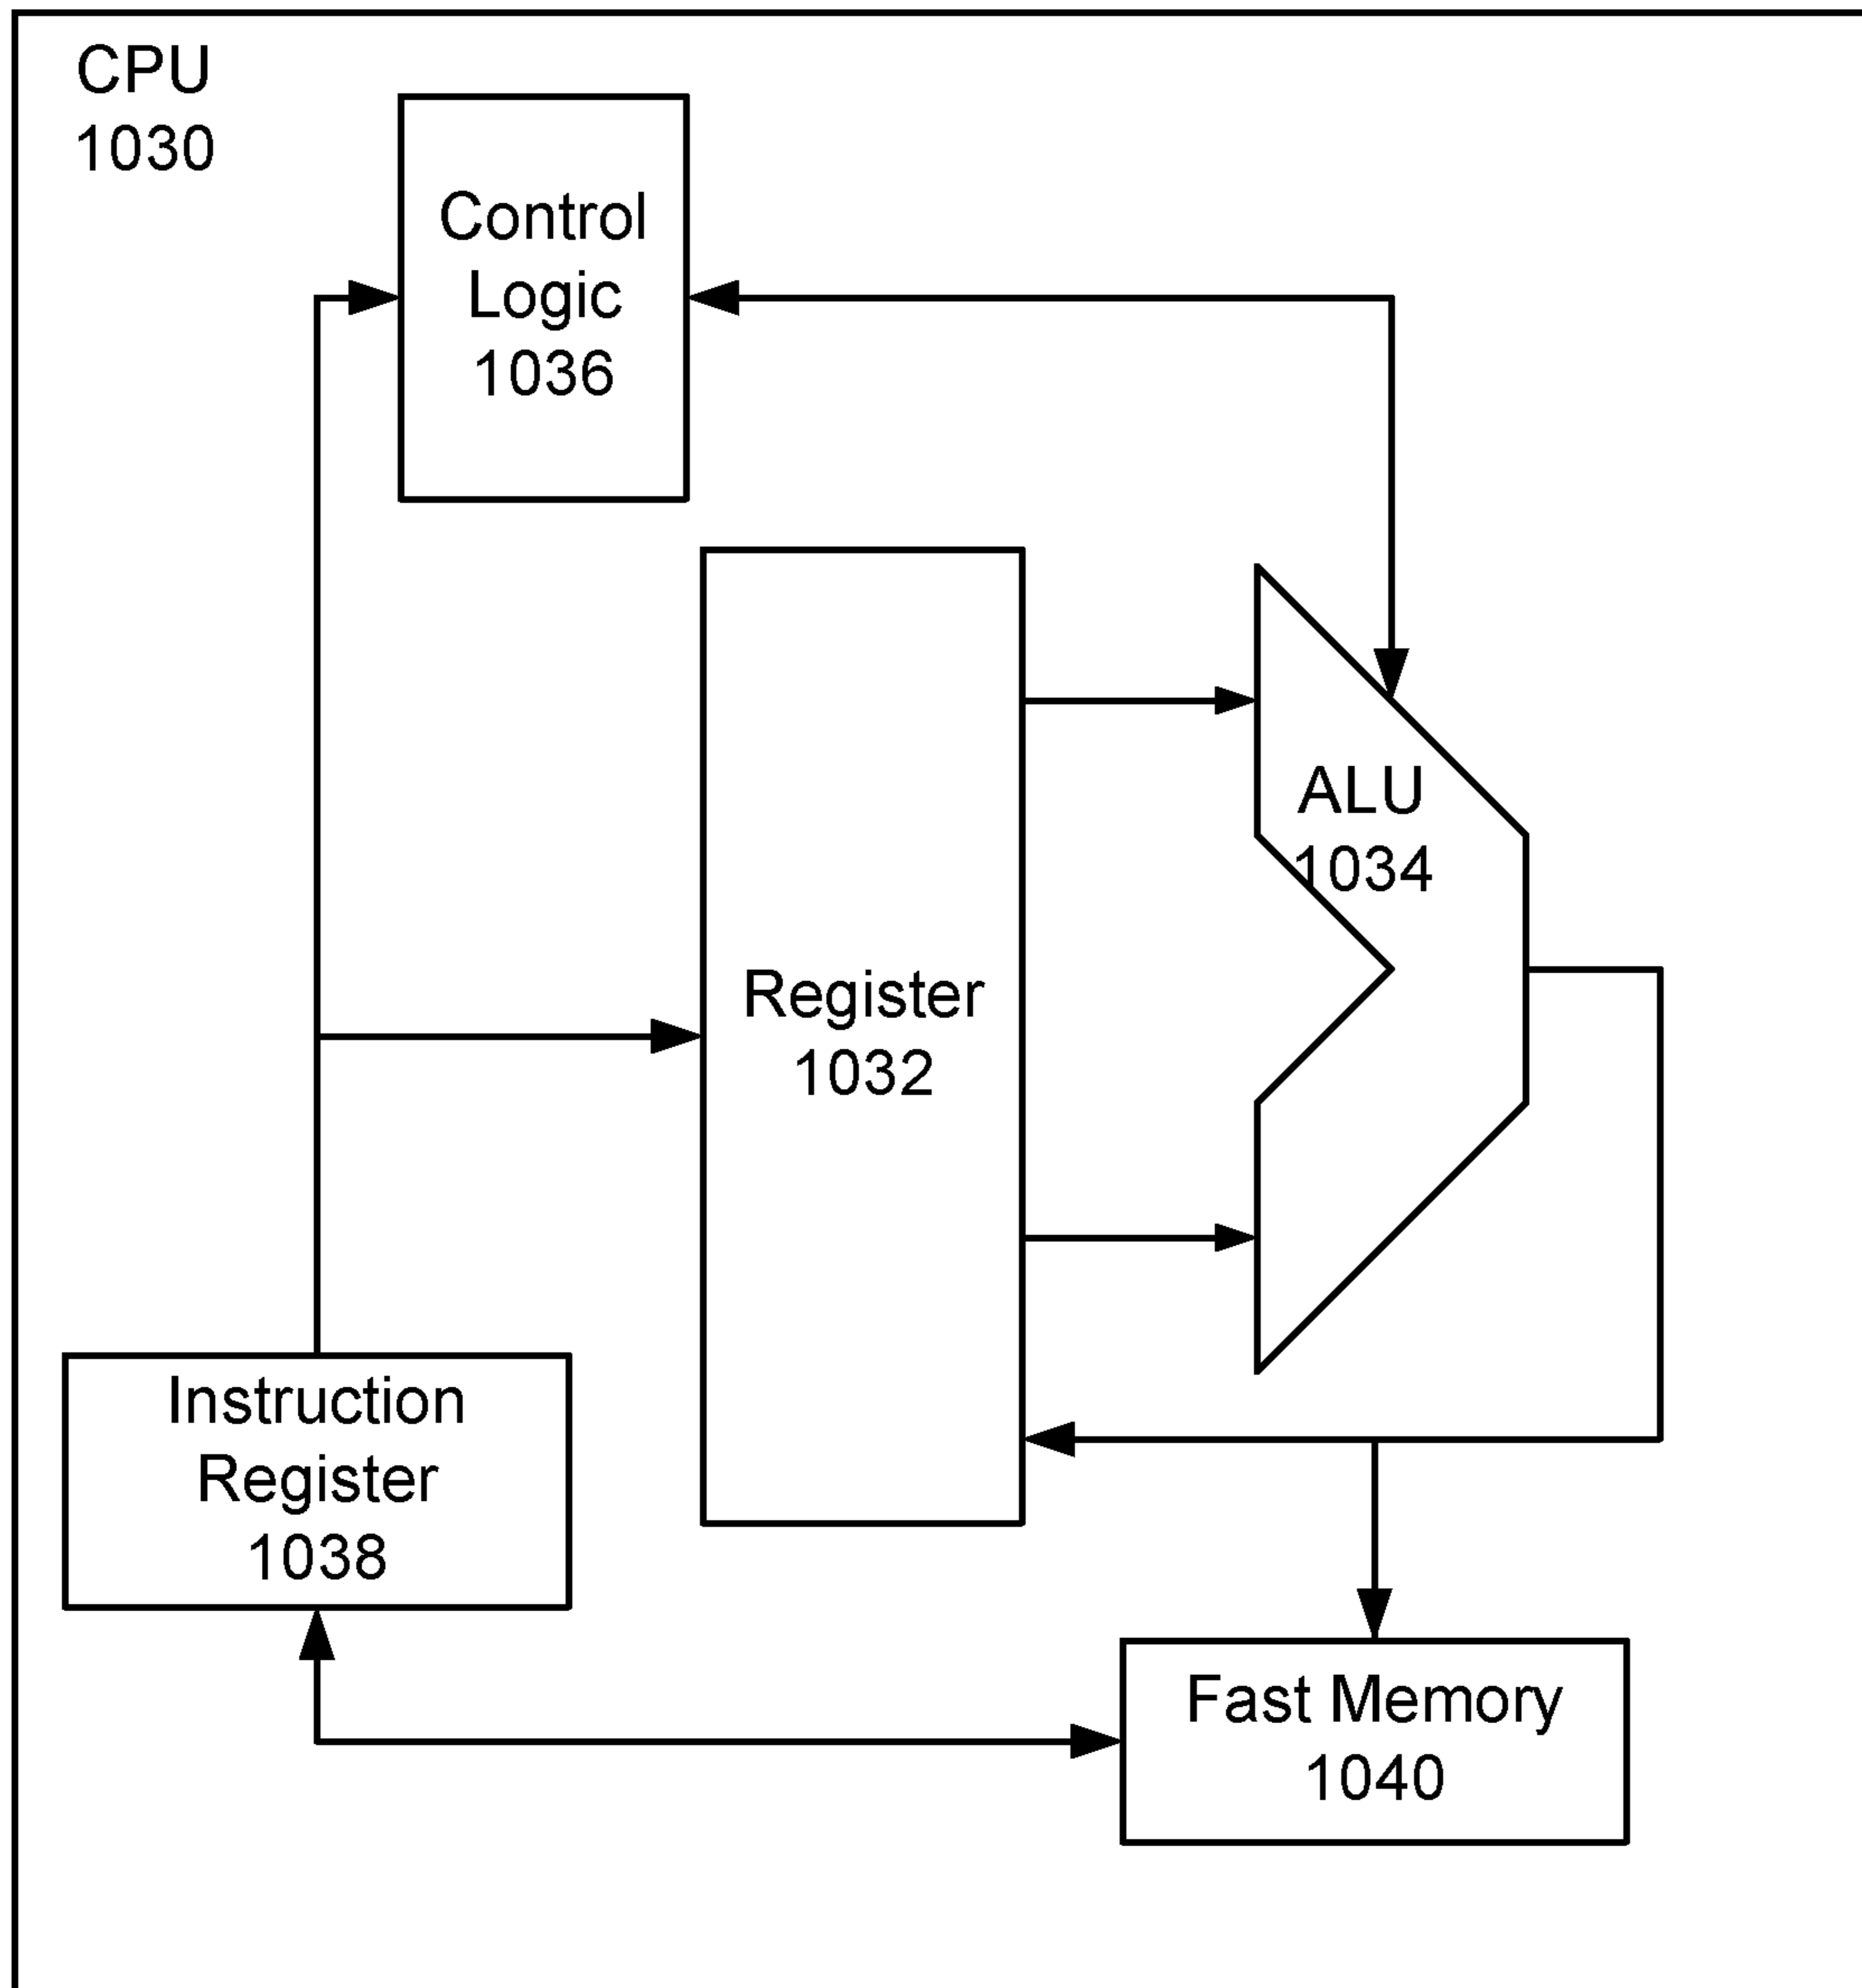 CPU
1030
Control
Logic
1036
ALU
1034
Register
1032
Instruction
Register
1038
Fast Memory
1040